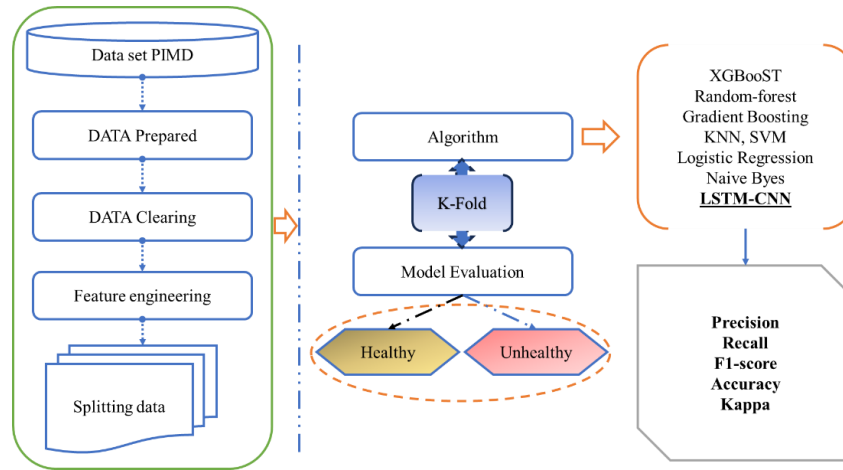 Data set PIMD
DATA Prepared
DATA Clearing
Feature engineering
Splitting data
Algorithm
K-Fold
Model Evaluation
Healthy
Unhealthy
XGBooST
Random-forest
Gradient Boosting
KNN, SVM
Logistic Regression
Naive Byes
LSTM-CNN
Precision
Recall
F1-score
Accuracy
Kappa